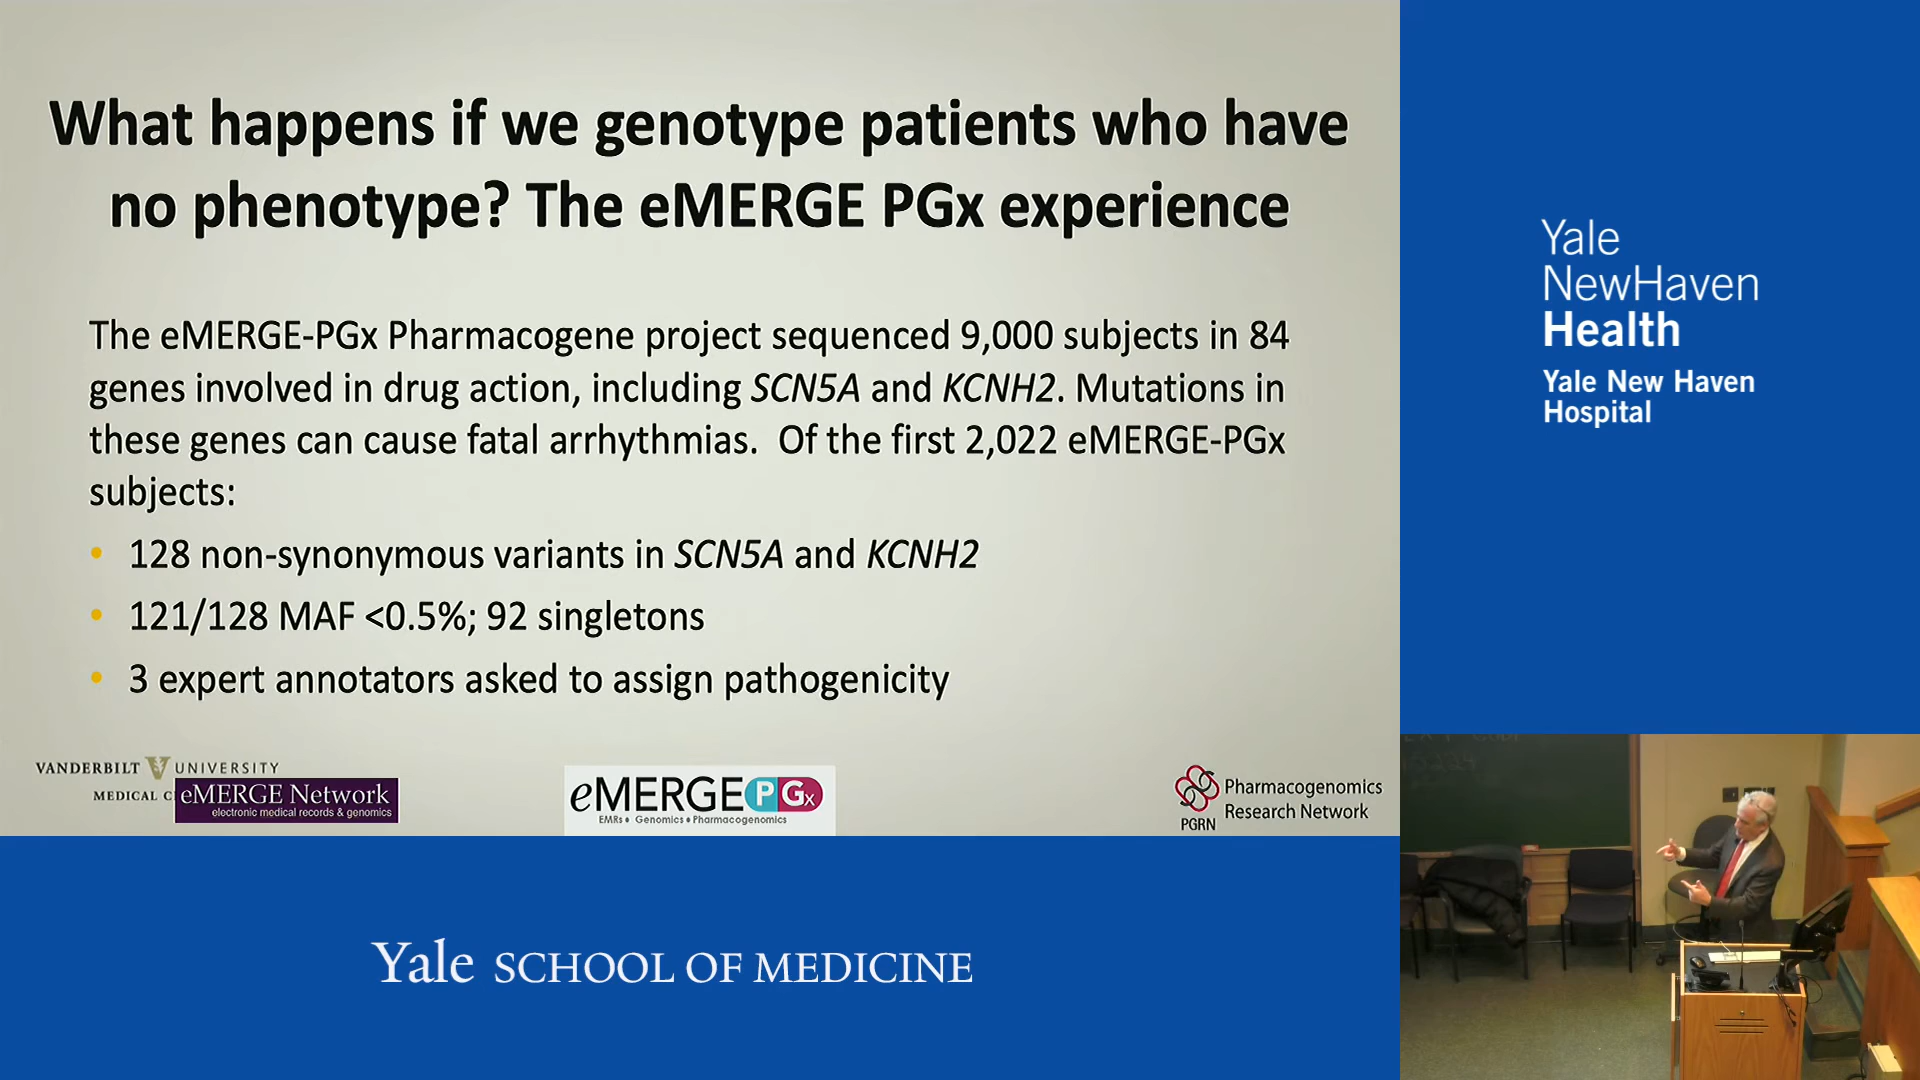 What happens if we genotype patients who have
no phenotype? The eMERGE PGx experience
The eMERGE-PGx Pharmacogene project sequenced 9,000 subjects in 84
genes involved in drug action, including SCN5A and KCNH2. Mutations in
these genes can cause fatal arrhythmias. Of the first 2,022 eMERGE-PGx
subjects:
• 128 non-synonymous variants in SCN5A and KCNH2
• 121/128 MAF <0.5%; 92 singletons
• 3 expert annotators asked to assign pathogenicity
VANDERBILT V UNIVERSITY
MEDICAL C
eMERGE Network
electronic medical records & genomics
eMERGE PGx
EMRs • Genomics • Pharmacogenomics
PGRN
Pharmacogenomics
Research Network
Yale
NewHaven
Health
Yale New Haven
Hospital
Yale SCHOOL OF MEDICINE